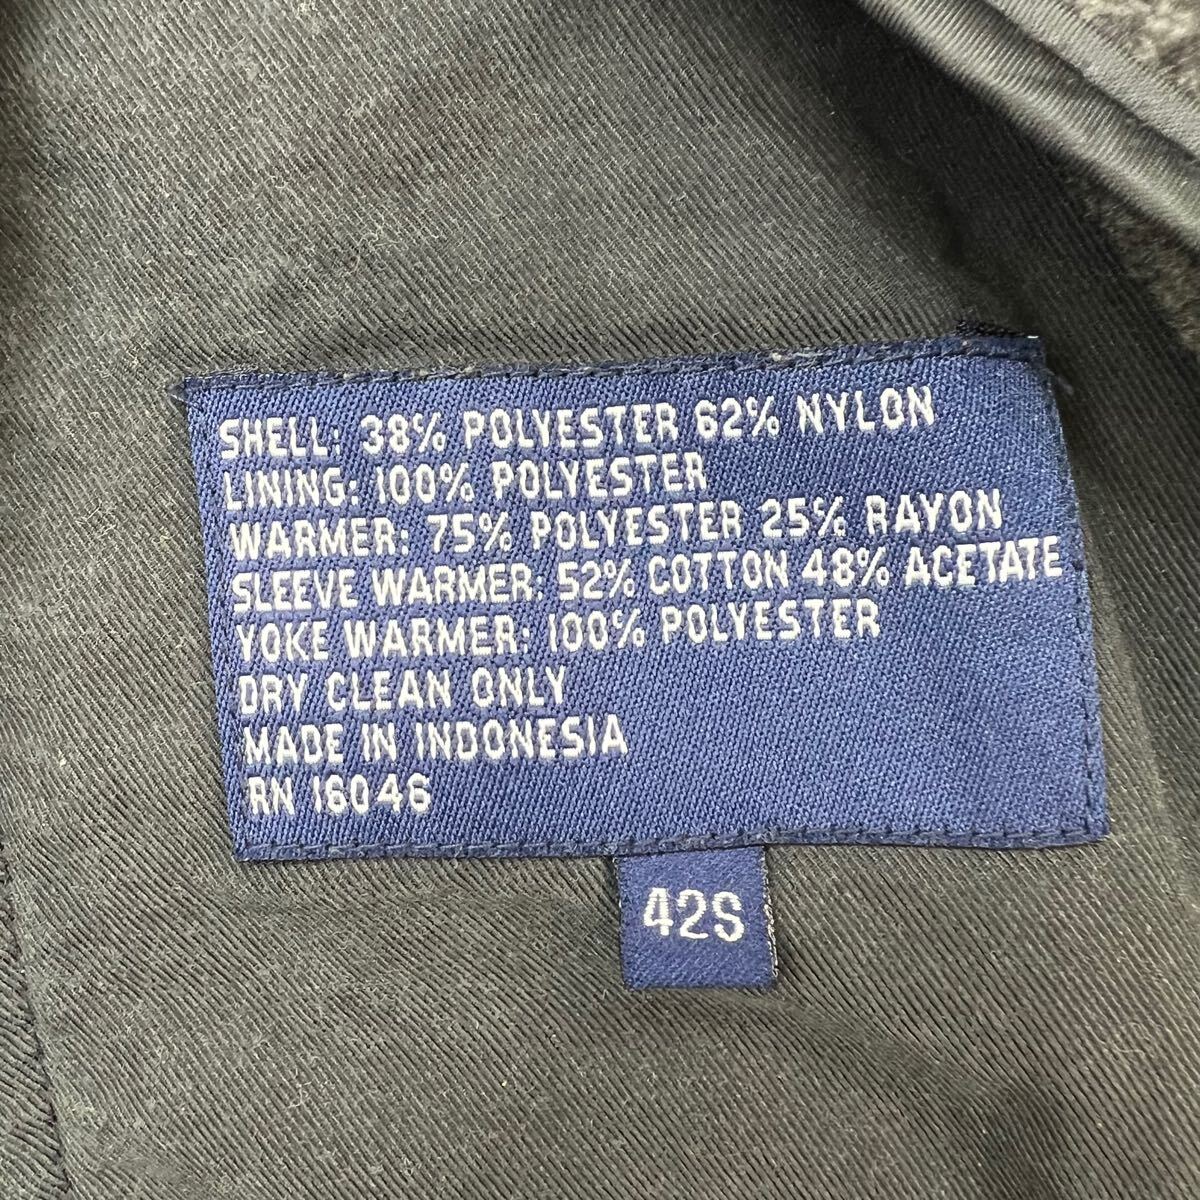 SHELL: 38% POLYESTER 62% NYLON
LINING: 100% POLYESTER
WARMER: 75% POLYESTER 25% RAYON
SLEEVE WARMER: 52% COTTON 48% ACETATE
YOKE WARMER: 100% POLYESTER
DRY CLEAN ONLY
MADE IN INDONESIA
RN 16046
42S